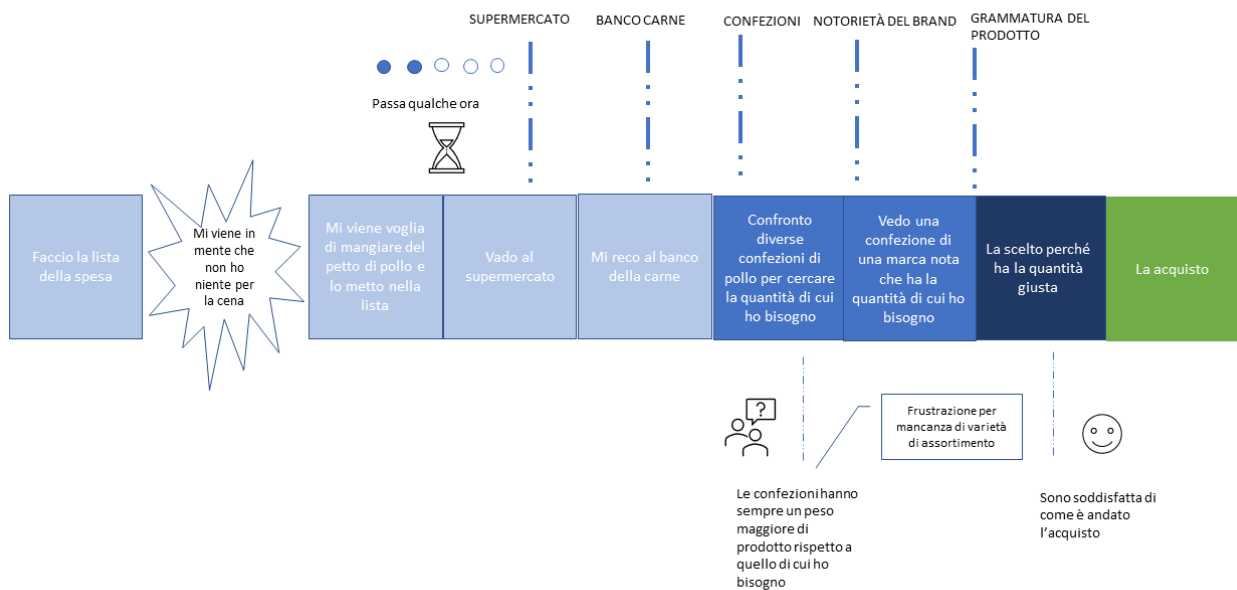 SUPERMERCATO
BANCO CARNE
CONFEZIONI
NOTORIETÀ DEL BRAND
GRAMMATURA DEL
PRODOTTO
Passa qualche ora
Faccio la lista
della spesa
Mi viene in
mente che
non ho
niente per
la cena
Mi viene voglia
di mangiare del
petto di pollo e
lo metto nella
lista
Vado al
supermercato
Mi reco al banco
della carne
Confronto
diverse
confezioni di
pollo per cercare
la quantità di cui
ho bisogno
Vedo una
confezione di
una marca nota
che ha la
quantità di cui ho
bisogno
La scelto perché
ha la quantità
giusta
La acquisto
?
Frustrazione per
mancanza di varietà
di assortimento
Le confezioni hanno
sempre un peso
maggiore di
prodotto rispetto a
quello di cui ho
bisogno
Sono soddisfatta di
come è andato
l'acquisto